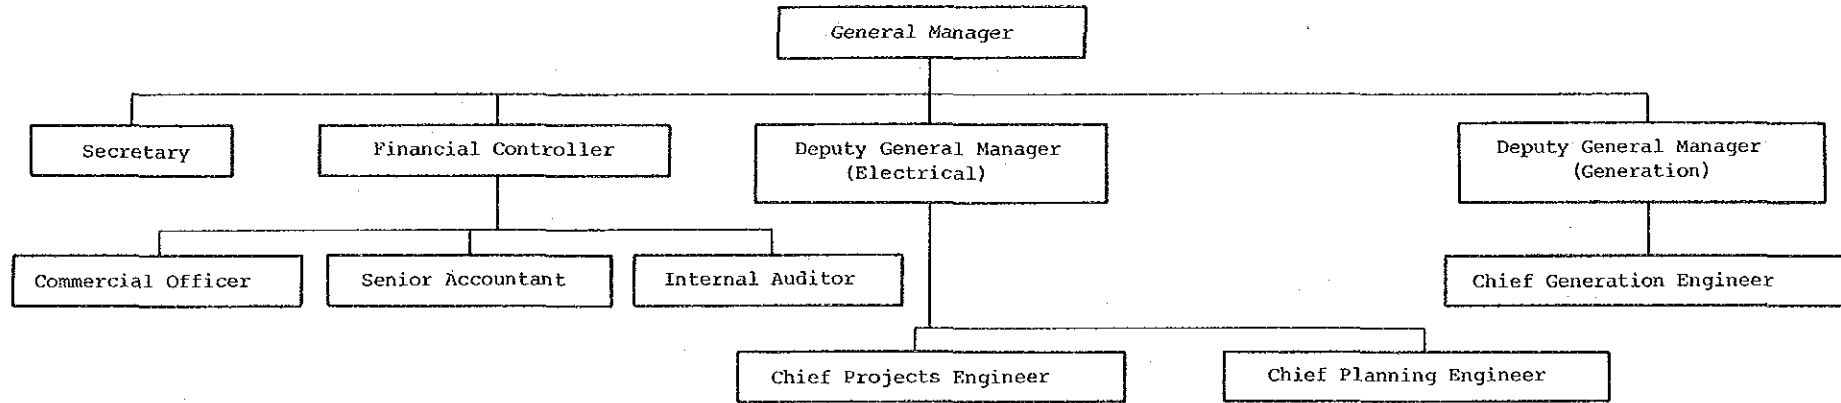 General Manager
Secretary
Financial Controller
Deputy General Manager
(Electrical)
Deputy General Manager
(Generation)
Commercial Officer
Senior Accountant
Internal Auditor
Chief Generation Engineer
Chief Projects Engineer
Chief Planning Engineer